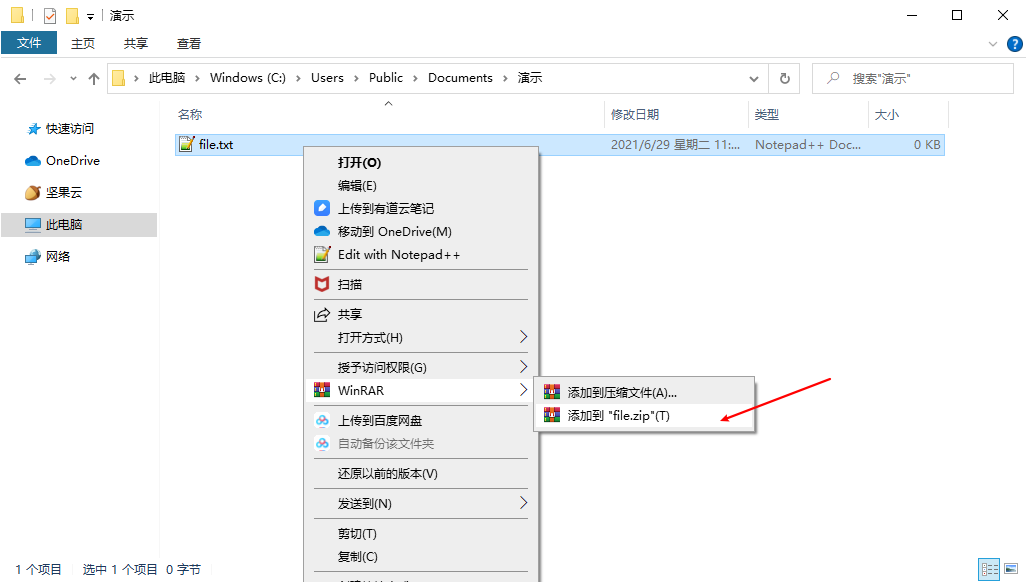 演示
文件 主页 共享 查看
此电脑 Windows (C:) Users Public Documents 演示 搜索"演示"
名称 修改日期 类型 大小
快速访问
OneDrive
坚果云
此电脑
网络
file.txt 2021/6/29 星期二 11:... Notepad++ Doc... 0 KB
打开(O)
编辑(E)
上传到有道云笔记
移动到 OneDrive(M)
Edit with Notepad++
扫描
共享
打开方式(H)
授予访问权限(G)
WinRAR
添加到压缩文件(A)...
添加到 "file.zip"(T)
上传到百度网盘
自动备份该文件夹
还原以前的版本(V)
发送到(N)
剪切(T)
复制(C)
1 个项目 选中 1 个项目 0 字节